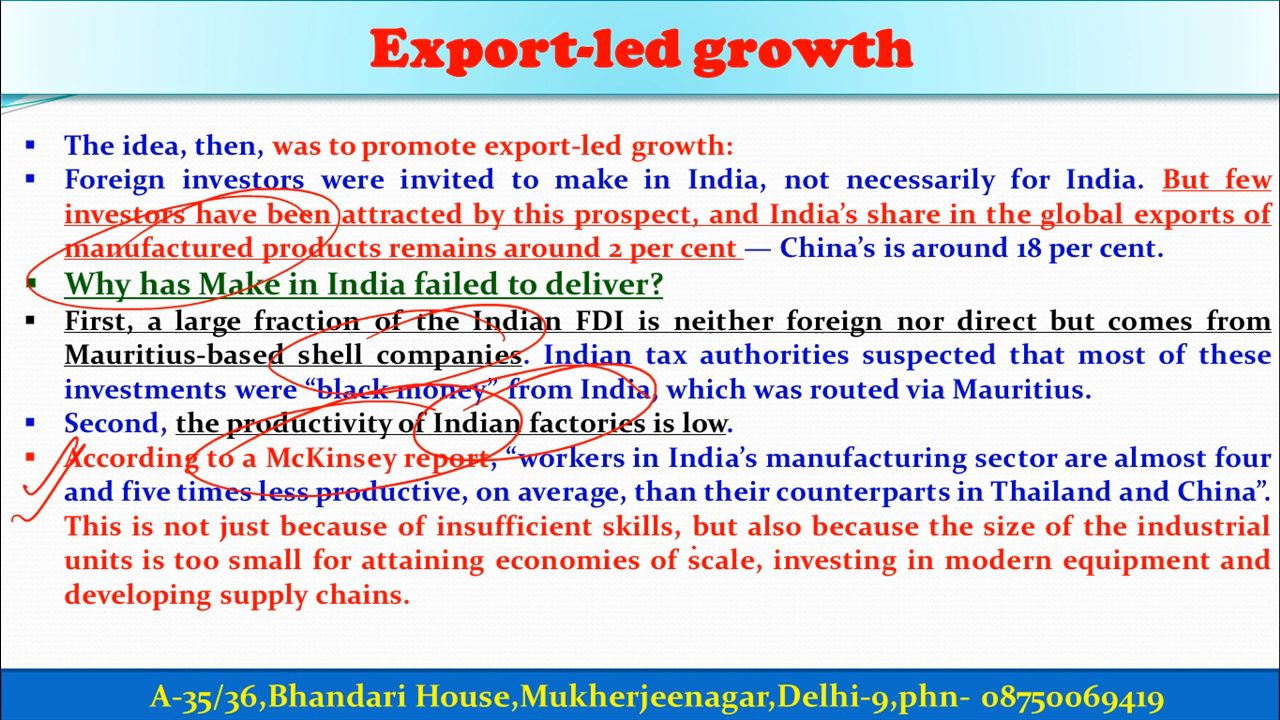 Export-led growth
▪ The idea, then, was to promote export-led growth:
▪ Foreign investors were invited to make in India, not necessarily for India. But few
investors have been attracted by this prospect, and India's share in the global exports of
manufactured products remains around 2 per cent — China's is around 18 per cent.
▪ Why has Make in India failed to deliver?
▪ First, a large fraction of the Indian FDI is neither foreign nor direct but comes from
Mauritius-based shell companies. Indian tax authorities suspected that most of these
investments were “black money” from India, which was routed via Mauritius.
▪ Second, the productivity of Indian factories is low.
▪ According to a McKinsey report, “workers in India's manufacturing sector are almost four
and five times less productive, on average, than their counterparts in Thailand and China”.
This is not just because of insufficient skills, but also because the size of the industrial
units is too small for attaining economies of scale, investing in modern equipment and
developing supply chains.
A-35/36,Bhandari House,Mukherjeenagar,Delhi-9,phn- 08750069419